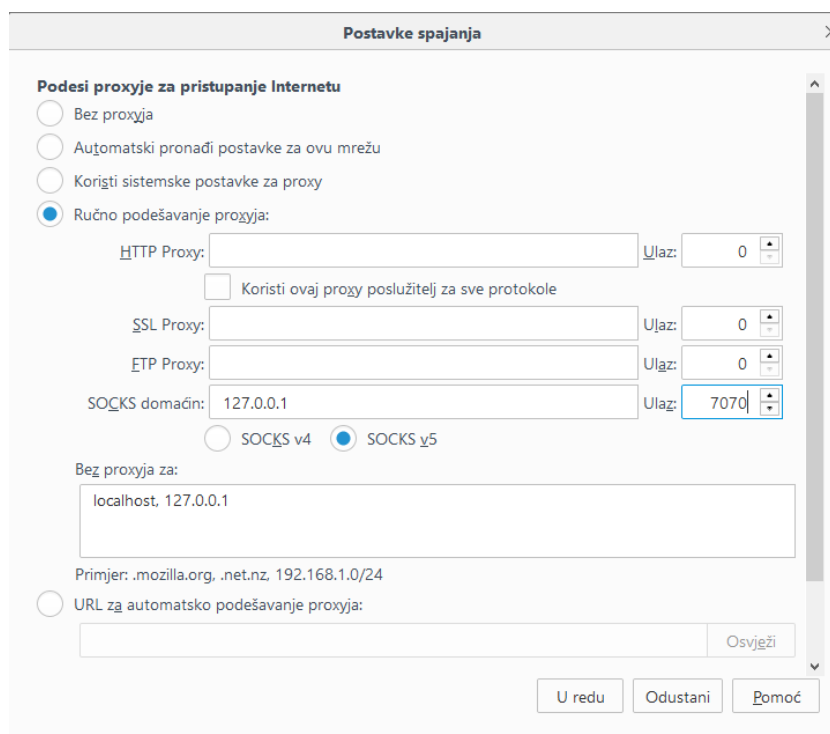 Postavke spajanja
Podesi proxyje za pristupanje Internetu
Bez proxyja
Automatski pronađi postavke za ovu mrežu
Koristi sistemske postavke za proxy
Ručno podešavanje proxyja:
HTTP Proxy: Ulaz: 0
Koristi ovaj proxy poslužitelj za sve protokole
SSL Proxy: Ulaz: 0
FTP Proxy: Ulaz: 0
SOCKS domaćin: 127.0.0.1 Ulaz: 7070
SOCKS v4 SOCKS v5
Bez proxyja za:
localhost, 127.0.0.1
Primjer: .mozilla.org, .net.nz, 192.168.1.0/24
URL za automatsko podešavanje proxyja:
Osvježi
U redu Odustani Pomoć